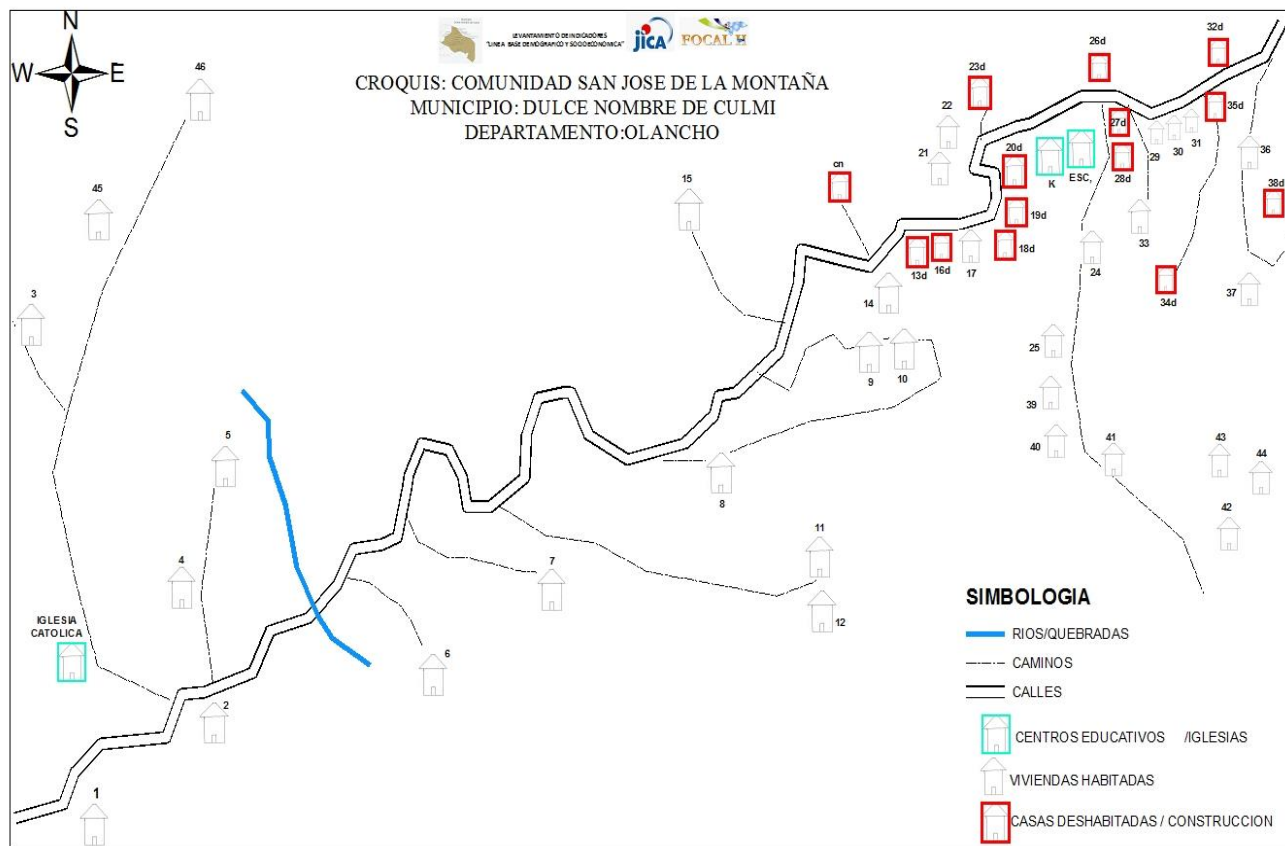 N
W E
S
LEVANTAMIENTO DE INDICADORES
"LINEA BASE DEMOGRAFICO Y SOCIOECONOMICA"
jICA
FOCAL II
CROQUIS: COMUNIDAD SAN JOSE DE LA MONTAÑA
MUNICIPIO: DULCE NOMBRE DE CULMI
DEPARTAMENTO:OLANCHO
46
45
3
5
4
IGLESIA
CATOLICA
2
1
6
7
11
12
8
9
10
15
14
cn
13d
16d
17
18d
19d
20d
21
22
23d
K
ESC,
26d
27d
28d
29
30
31
32d
35d
36
38d
33
24
34d
37
25
39
40
41
43
44
42
SIMBOLOGIA
RIOS/QUEBRADAS
CAMINOS
CALLES
CENTROS EDUCATIVOS /IGLESIAS
VIVIENDAS HABITADAS
CASAS DESHABITADAS / CONSTRUCCION